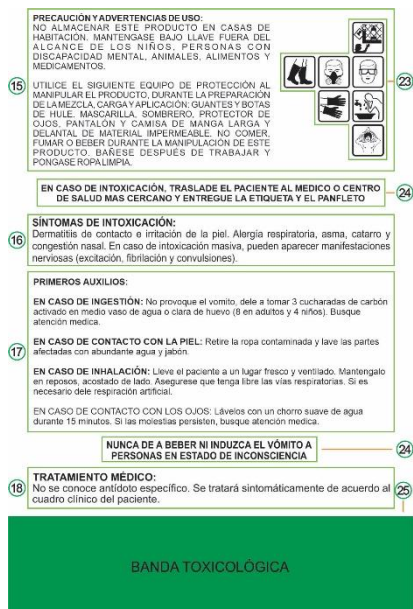 PRECAUCIÓN Y ADVERTENCIAS DE USO:
NO ALMACENAR ESTE PRODUCTO EN CASAS DE
HABITACIÓN. MANTENGASE BAJO LLAVE FUERA DEL
ALCANCE DE LOS NIÑOS, PERSONAS CON
DISCAPACIDAD MENTAL, ANIMALES, ALIMENTOS Y
MEDICAMENTOS.
15
UTILICE EL SIGUIENTE EQUIPO DE PROTECCIÓN AL
MANIPULAR EL PRODUCTO, DURANTE LA PREPARACIÓN
DE LA MEZCLA, CARGA Y APLICACIÓN: GUANTES Y BOTAS
DE HULE. MASCARILLA, SOMBRERO, PROTECTOR DE
OJOS, PANTALÓN Y CAMISA DE MANGA LARGA Y
DELANTAL DE MATERIAL IMPERMEABLE. NO COMER,
FUMAR O BEBER DURANTE LA MANIPULACIÓN DE ESTE
PRODUCTO. BAÑESE DESPUÉS DE TRABAJAR Y
PONGASE ROPA LIMPIA.
23
EN CASO DE INTOXICACIÓN, TRASLADE EL PACIENTE AL MEDICO O CENTRO
DE SALUD MAS CERCANO Y ENTREGUE LA ETIQUETA Y EL PANFLETO
24
16
SÍNTOMAS DE INTOXICACIÓN:
Dermatitis de contacto e irritación de la piel. Alergia respiratoria, asma, catarro y
congestión nasal. En caso de intoxicación masiva, pueden aparecer manifestaciones
nerviosas (excitación, fibrilación y convulsiones).
PRIMEROS AUXILIOS:
EN CASO DE INGESTIÓN: No provoque el vomito, dele a tomar 3 cucharadas de carbón
activado en medio vaso de agua o clara de huevo (8 en adultos y 4 niños). Busque
atención medica.
17
EN CASO DE CONTACTO CON LA PIEL: Retire la ropa contaminada y lave las partes
afectadas con abundante agua y jabón.
EN CASO DE INHALACIÓN: Lleve el paciente a un lugar fresco y ventilado. Mantengalo
en reposos, acostado de lado. Asegurese que tenga libre las vías respiratorias. Si es
necesario dele respiración artificial.
EN CASO DE CONTACTO CON LOS OJOS: Lávelos con un chorro suave de agua
durante 15 minutos. Si las molestias persisten, busque atención medica.
NUNCA DE A BEBER NI INDUZCA EL VÓMITO A
PERSONAS EN ESTADO DE INCONSCIENCIA
24
18
TRATAMIENTO MÉDICO:
No se conoce antídoto específico. Se tratará sintomáticamente de acuerdo al
cuadro clínico del paciente.
25
BANDA TOXICOLÓGICA